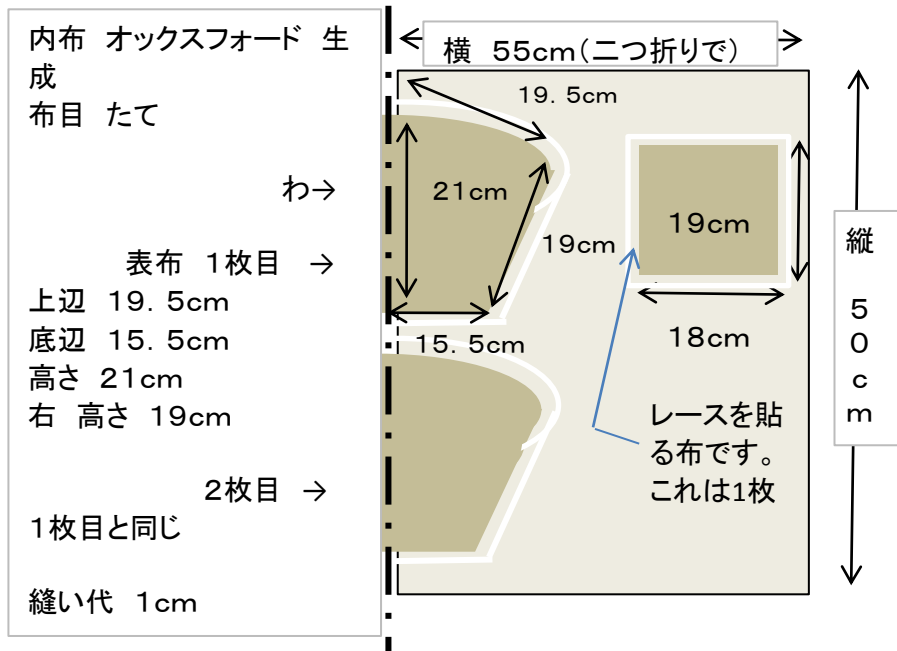 内布 オックスフォード 生
成
布目 たて
わ→
表布 1枚目 →
上辺 19.5cm
底辺 15.5cm
高さ 21cm
右 高さ 19cm
2枚目 →
1枚目と同じ
縫い代 1cm
横 55cm(二つ折りで)
19.5cm
21cm
19cm
15.5cm
19cm
18cm
レースを貼
る布です。
これは1枚
縦
5
0
c
m